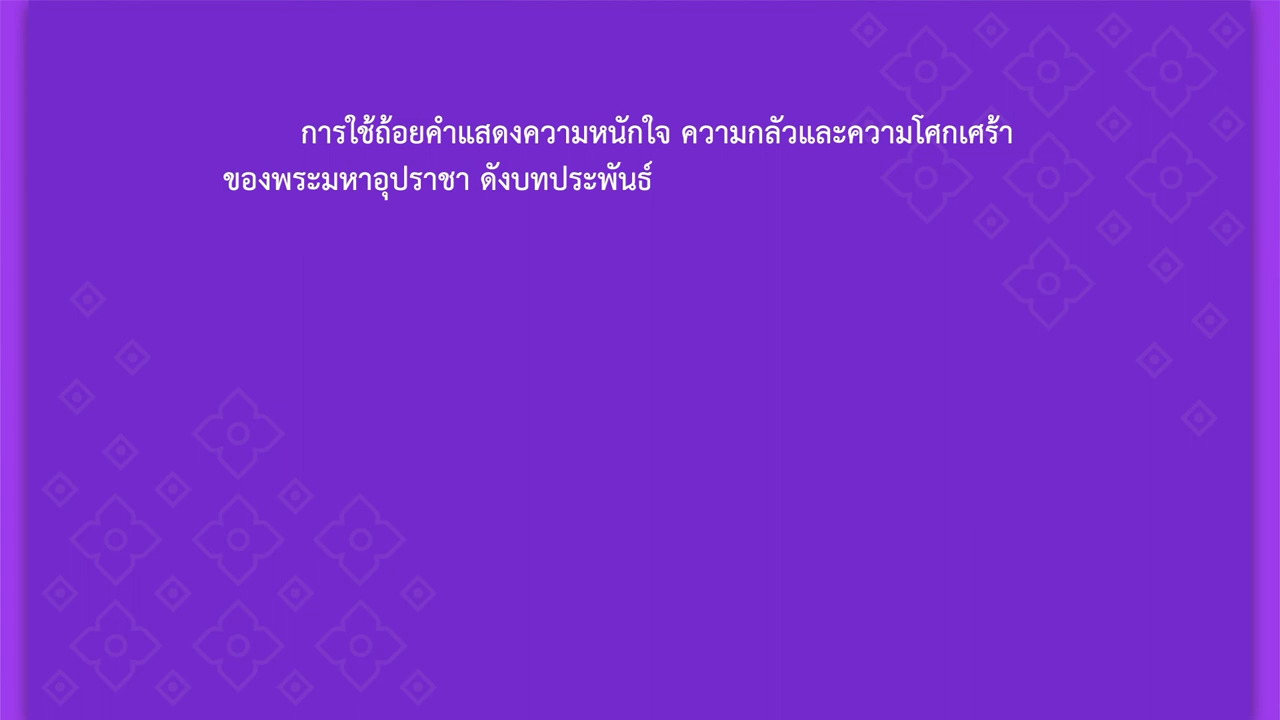 การใช้ถ้อยคำแสดงความหนักใจ ความกลัวและความโศกเศร้า
ของพระมหาอุปราชา ดังบทประพันธ์